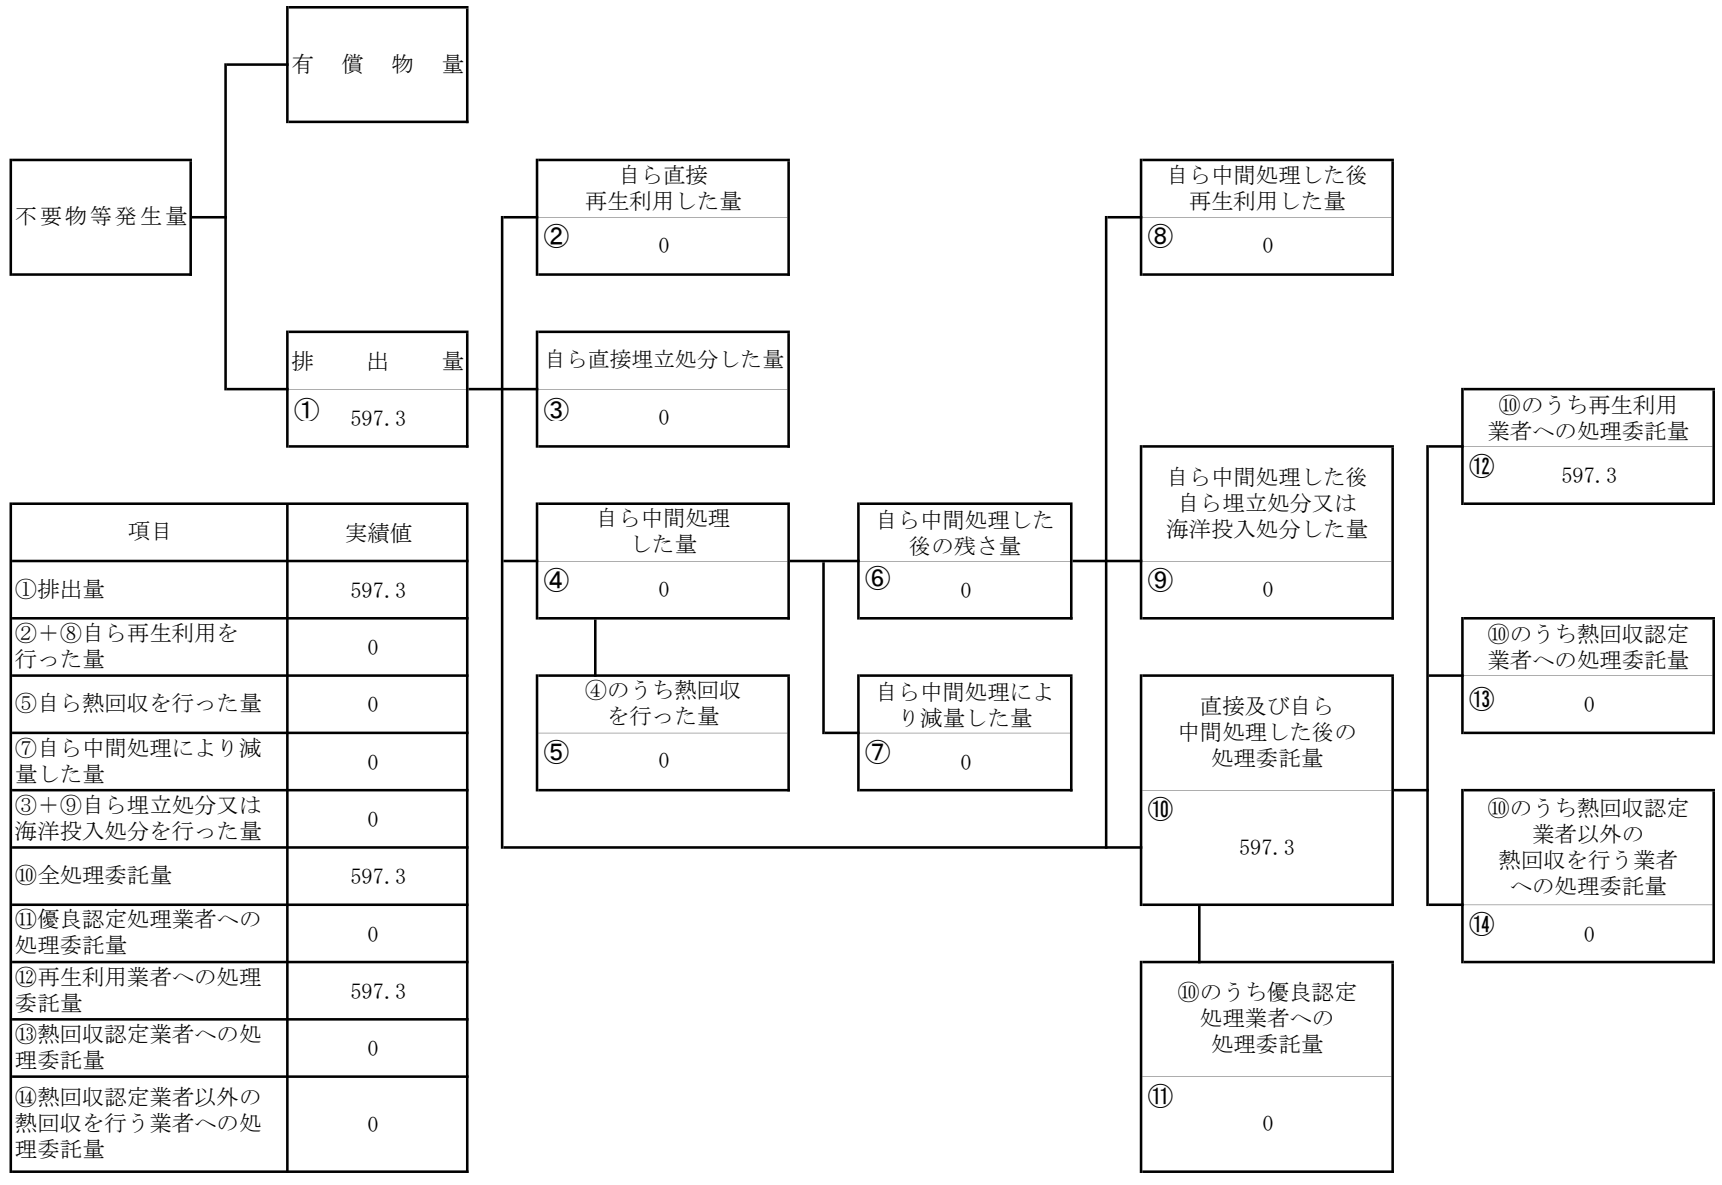 有償物量
不要物等発生量
自ら直接
再生利用した量
②
0
自ら中間処理した後
再生利用した量
⑧
0
排出量
①
597.3
自ら直接埋立処分した量
③
0
⑩のうち再生利用
業者への処理委託量
⑫
597.3
自ら中間処理
した量
④
0
自ら中間処理した
後の残さ量
⑥
0
自ら中間処理した後
自ら埋立処分又は
海洋投入処分した量
⑨
0
⑩のうち熱回収認定
業者への処理委託量
⑬
0
④のうち熱回収
を行った量
⑤
0
自ら中間処理によ
り減量した量
⑦
0
直接及び自ら
中間処理した後の
処理委託量
⑩
597.3
⑩のうち熱回収認定
業者以外の
熱回収を行う業者
への処理委託量
⑭
0
⑩のうち優良認定
処理業者への
処理委託量
⑪
0
項目 実績値
①排出量 597.3
②＋⑧自ら再生利用を
行った量 0
⑤自ら熱回収を行った量 0
⑦自ら中間処理により減
量した量 0
③＋⑨自ら埋立処分又は
海洋投入処分を行った量 0
⑩全処理委託量 597.3
⑪優良認定処理業者への
処理委託量 0
⑫再生利用業者への処理
委託量 597.3
⑬熱回収認定業者への処
理委託量 0
⑭熱回収認定業者以外の
熱回収を行う業者への処
理委託量 0